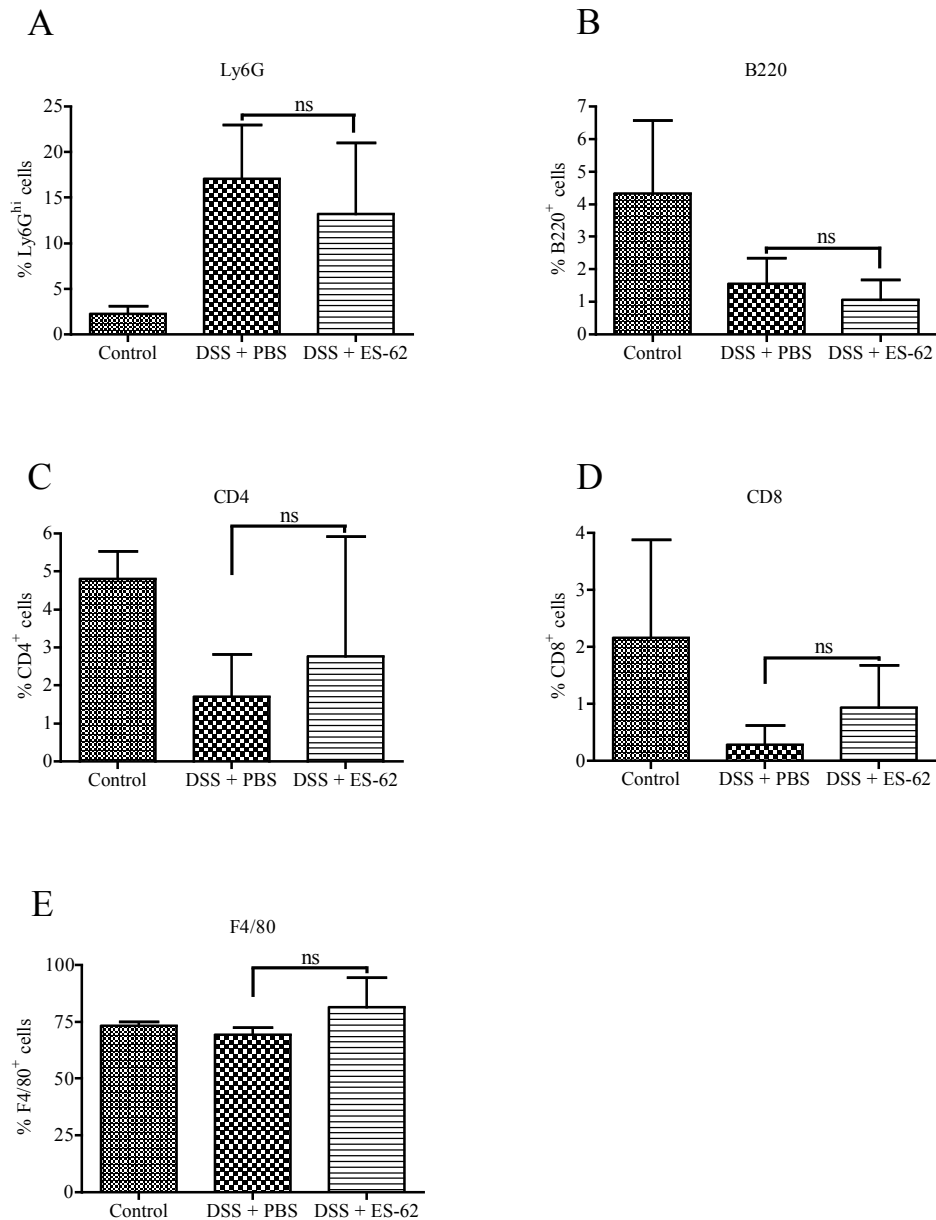 A
Ly6G
% Ly6G^hi cells
25
20
15
10
5
0
ns
Control DSS + PBS DSS + ES-62
B
B220
% B220^+ cells
7
6
5
4
3
2
1
0
ns
Control DSS + PBS DSS + ES-62
C
CD4
% CD4^+ cells
6
5
4
3
2
1
0
ns
Control DSS + PBS DSS + ES-62
D
CD8
% CD8^+ cells
4
3
2
1
0
ns
Control DSS + PBS DSS + ES-62
E
F4/80
% F4/80^+ cells
100
75
50
25
0
ns
Control DSS + PBS DSS + ES-62